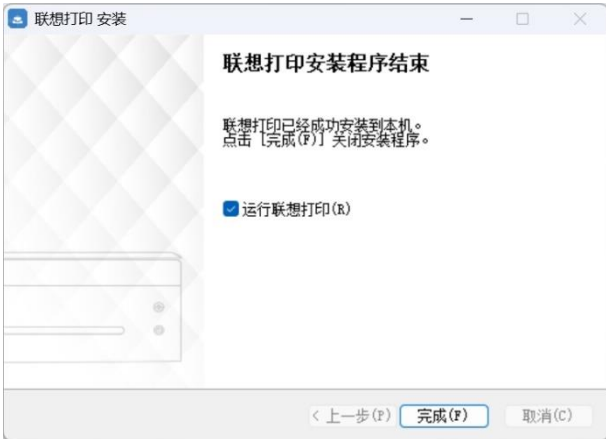 联想打印 安装
联想打印安装程序结束
联想打印已经成功安装到本机。
点击 [完成(F)] 关闭安装程序。
运行联想打印(R)
< 上一步(P)
完成(F)
取消(C)